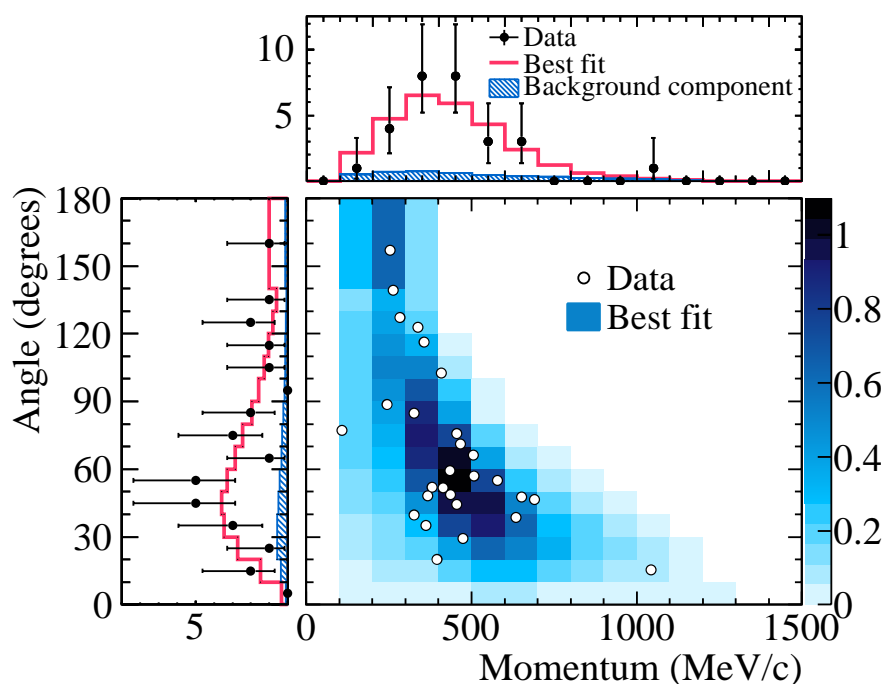 10
5
Data
Best fit
Background component
180
150
120
90
60
30
0
Angle (degrees)
5
Data
Best fit
1
0.8
0.6
0.4
0.2
0
0
500
1000
1500
Momentum (MeV/c)